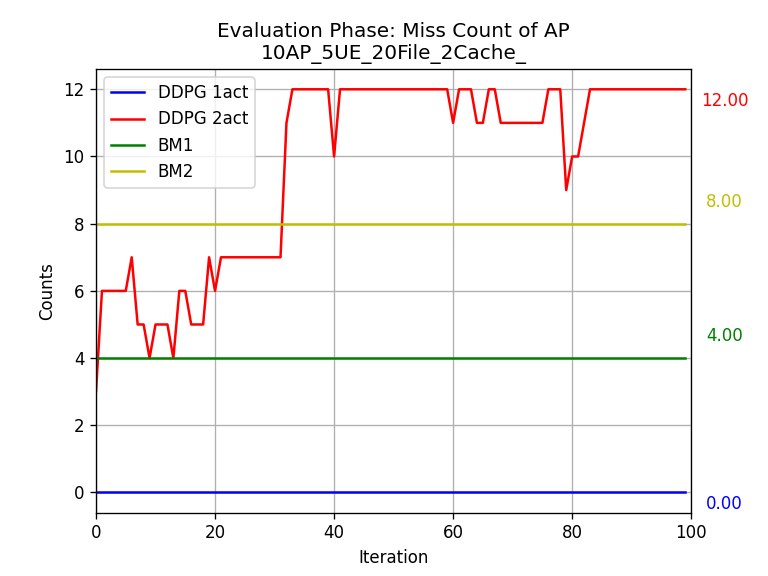 Evaluation Phase: Miss Count of AP
10AP_5UE_20File_2Cache_
DDPG 1act
DDPG 2act
BM1
BM2
12
10
8
6
4
2
0
Counts
0
20
40
60
80
100
Iteration
12.00
8.00
4.00
0.00